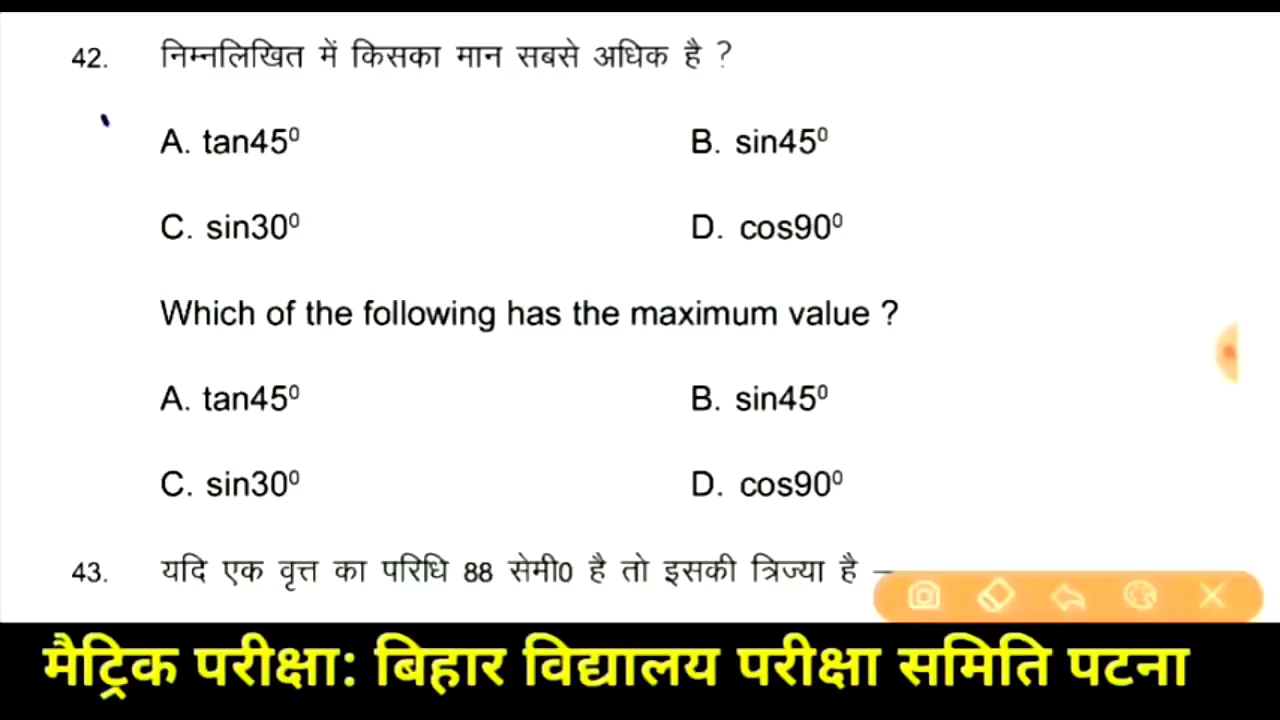 42. निम्नलिखित में किसका मान सबसे अधिक है ?
A. tan45⁰ B. sin45⁰
C. sin30⁰ D. cos90⁰
Which of the following has the maximum value ?
A. tan45⁰ B. sin45⁰
C. sin30⁰ D. cos90⁰
43. यदि एक वृत्त का परिधि 88 सेमी0 है तो इसकी त्रिज्या है –
मैट्रिक परीक्षा: बिहार विद्यालय परीक्षा समिति पटना